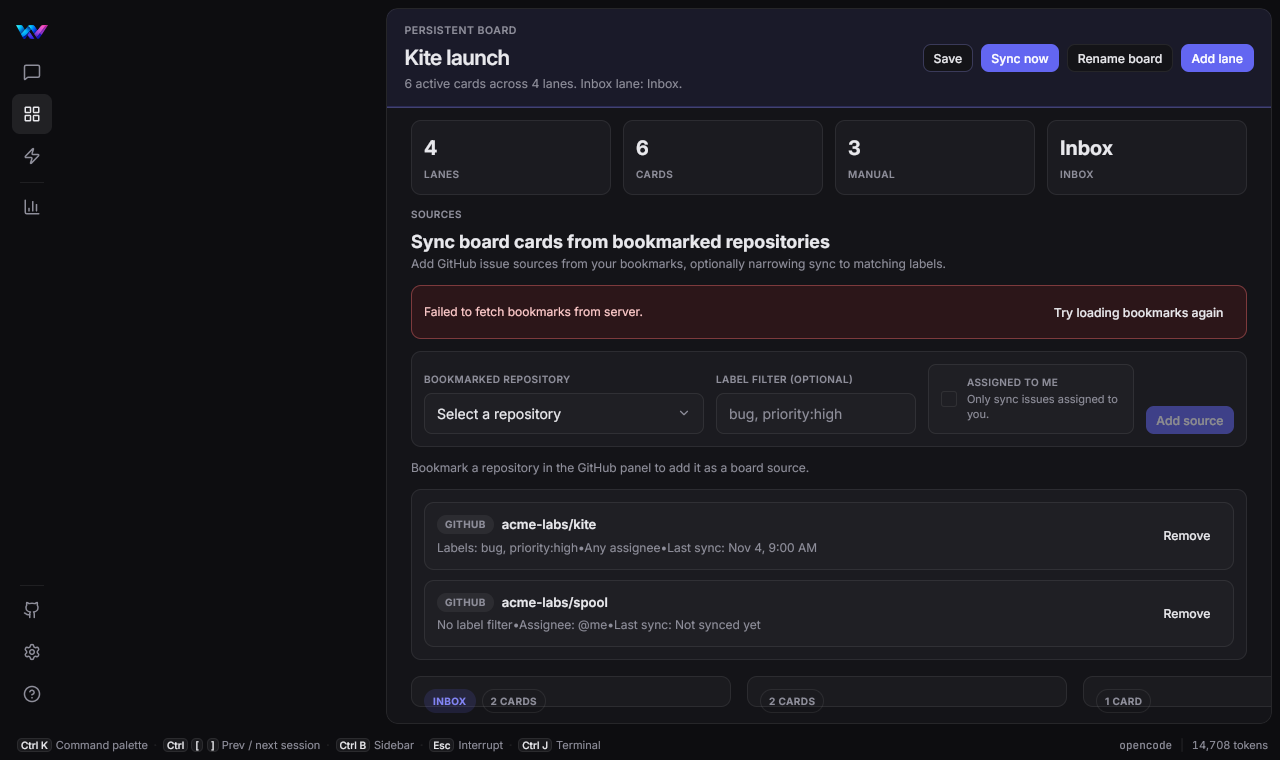 PERSISTENT BOARD
Kite launch
6 active cards across 4 lanes. Inbox lane: Inbox.
Save
Sync now
Rename board
Add lane
4
LANES
6
CARDS
3
MANUAL
Inbox
INBOX
SOURCES
Sync board cards from bookmarked repositories
Add GitHub issue sources from your bookmarks, optionally narrowing sync to matching labels.
Failed to fetch bookmarks from server.
Try loading bookmarks again
BOOKMARKED REPOSITORY
Select a repository
LABEL FILTER (OPTIONAL)
bug, priority:high
ASSIGNED TO ME
Only sync issues assigned to
you.
Add source
Bookmark a repository in the GitHub panel to add it as a board source.
GITHUB acme-labs/kite
Labels: bug, priority:high•Any assignee•Last sync: Nov 4, 9:00 AM
Remove
GITHUB acme-labs/spool
No label filter•Assignee: @me•Last sync: Not synced yet
Remove
INBOX 2 CARDS
2 CARDS
1 CARD
Ctrl K Command palette · Ctrl [ ] Prev / next session · Ctrl B Sidebar · Esc Interrupt · Ctrl J Terminal
opencode
14,708 tokens